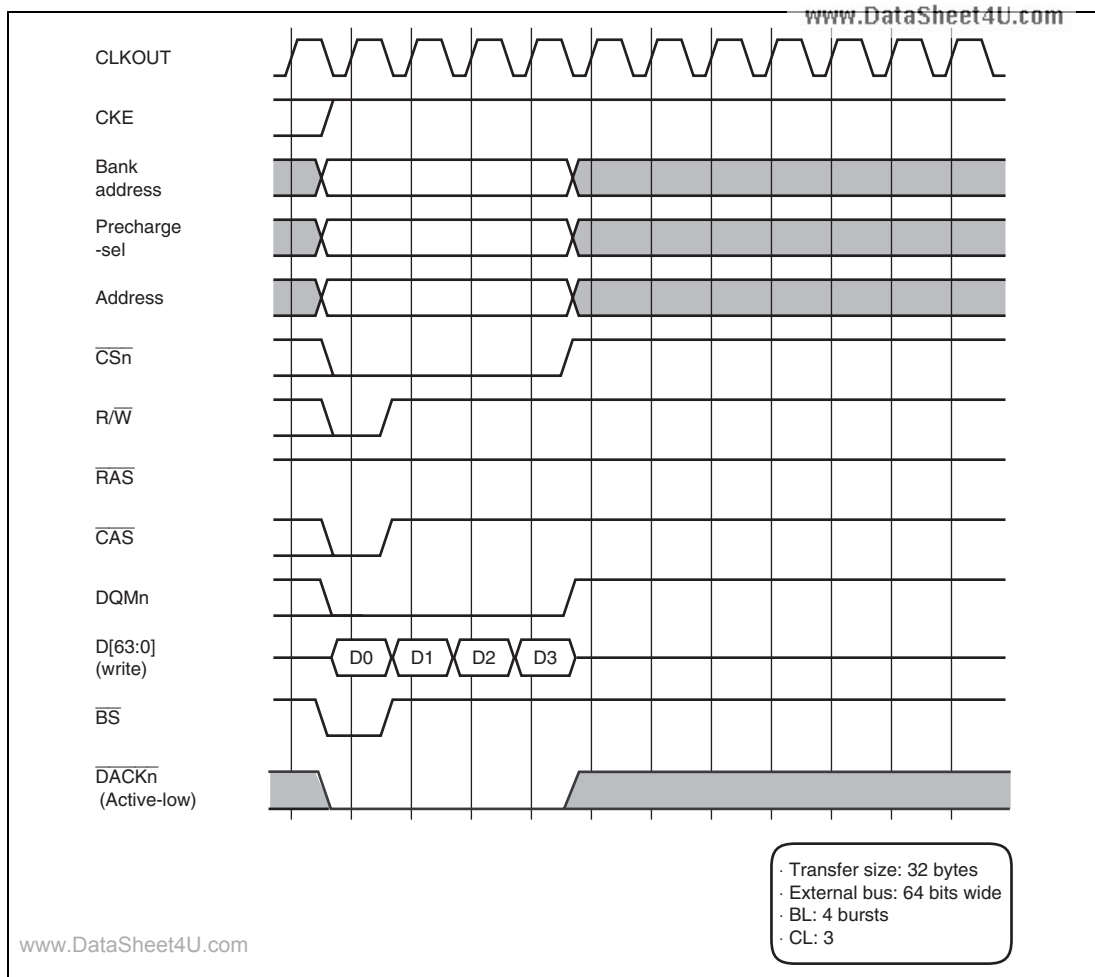 www.DataSheet4U.com
CLKOUT
CKE
Bank
address
Precharge
-sel
Address
CSn
R/W
RAS
CAS
DQMn
D[63:0]
(write)
D0 D1 D2 D3
BS
DACKn
(Active-low)
· Transfer size: 32 bytes
· External bus: 64 bits wide
· BL: 4 bursts
· CL: 3
www.DataSheet4U.com